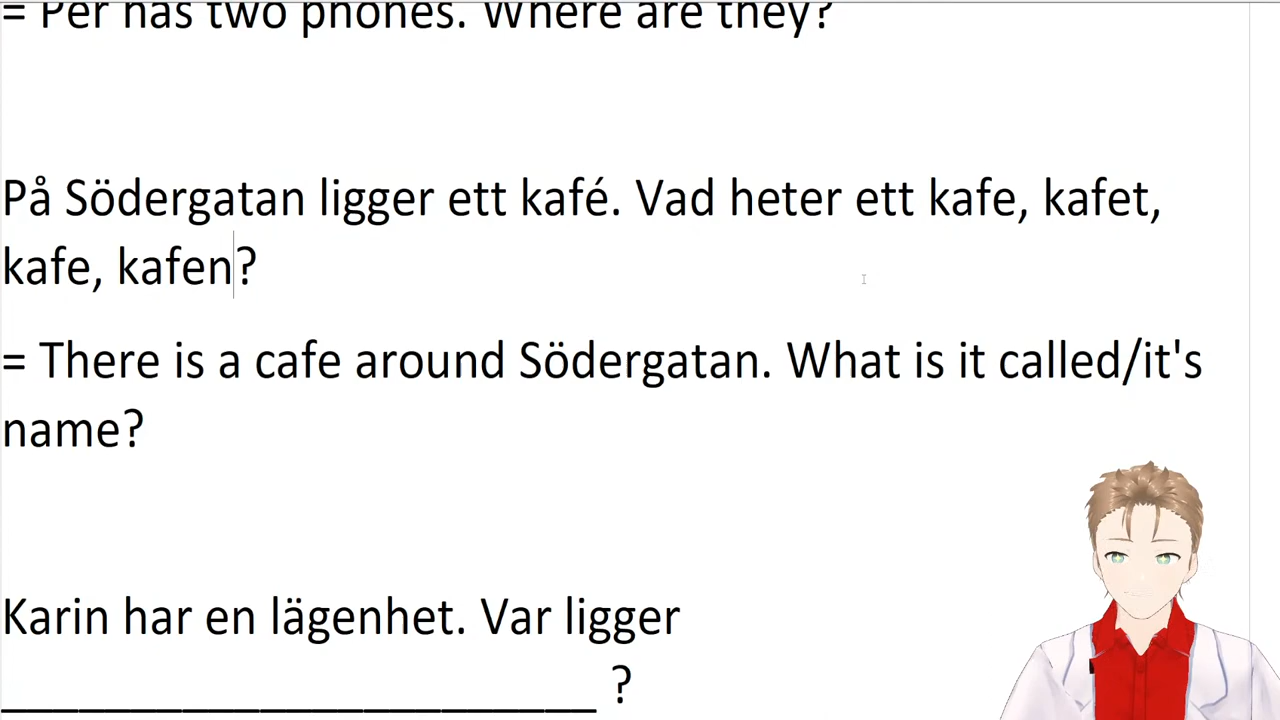 = Per has two phones. Where are they?
På Södergatan ligger ett kafé. Vad heter ett kafe, kafet,
kafe, kafen?
= There is a cafe around Södergatan. What is it called/it's
name?
Karin har en lägenhet. Var ligger
_______________________ ?